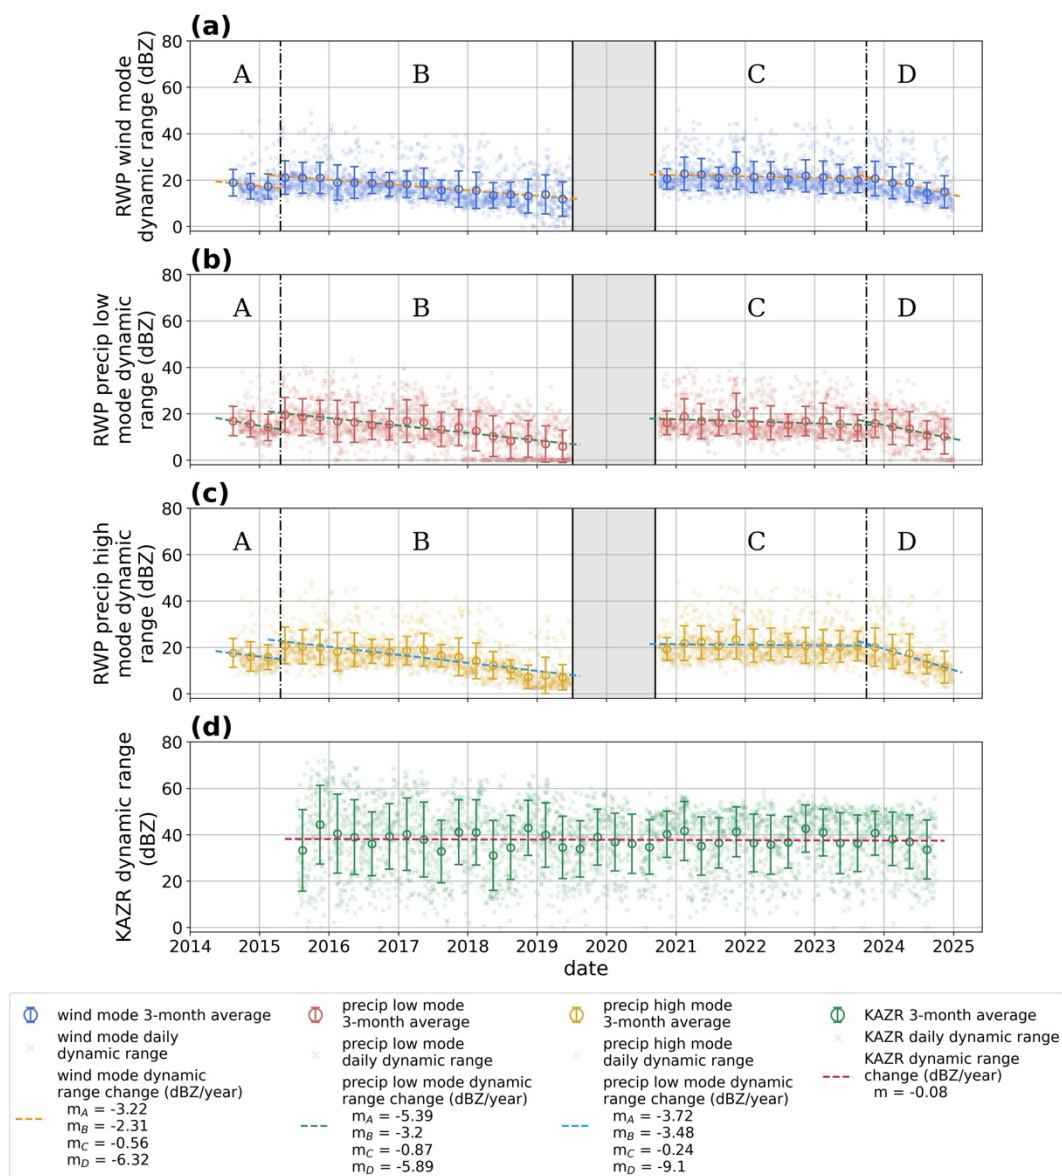 (a)
80
60
40
20
0
RWP wind mode
dynamic range (dBZ)
A
B
C
D
(b)
80
60
40
20
0
RWP precip low
mode dynamic
range (dBZ)
A
B
C
D
(c)
80
60
40
20
0
RWP precip high
mode dynamic
range (dBZ)
A
B
C
D
(d)
80
60
40
20
0
KAZR dynamic range
(dBZ)
2014 2015 2016 2017 2018 2019 2020 2021 2022 2023 2024 2025
date
wind mode 3-month average
wind mode daily
dynamic range
wind mode dynamic
range change (dBZ/year)
m_A = -3.22
m_B = -2.31
m_C = -0.56
m_D = -6.32
precip low mode
3-month average
precip low mode
daily dynamic range
precip low mode dynamic
range change (dBZ/year)
m_A = -5.39
m_B = -3.2
m_C = -0.87
m_D = -5.89
precip high mode
3-month average
precip high mode
daily dynamic range
precip low mode dynamic
range change (dBZ/year)
m_A = -3.72
m_B = -3.48
m_C = -0.24
m_D = -9.1
KAZR 3-month average
KAZR daily dynamic range
KAZR dynamic range
change (dBZ/year)
m = -0.08